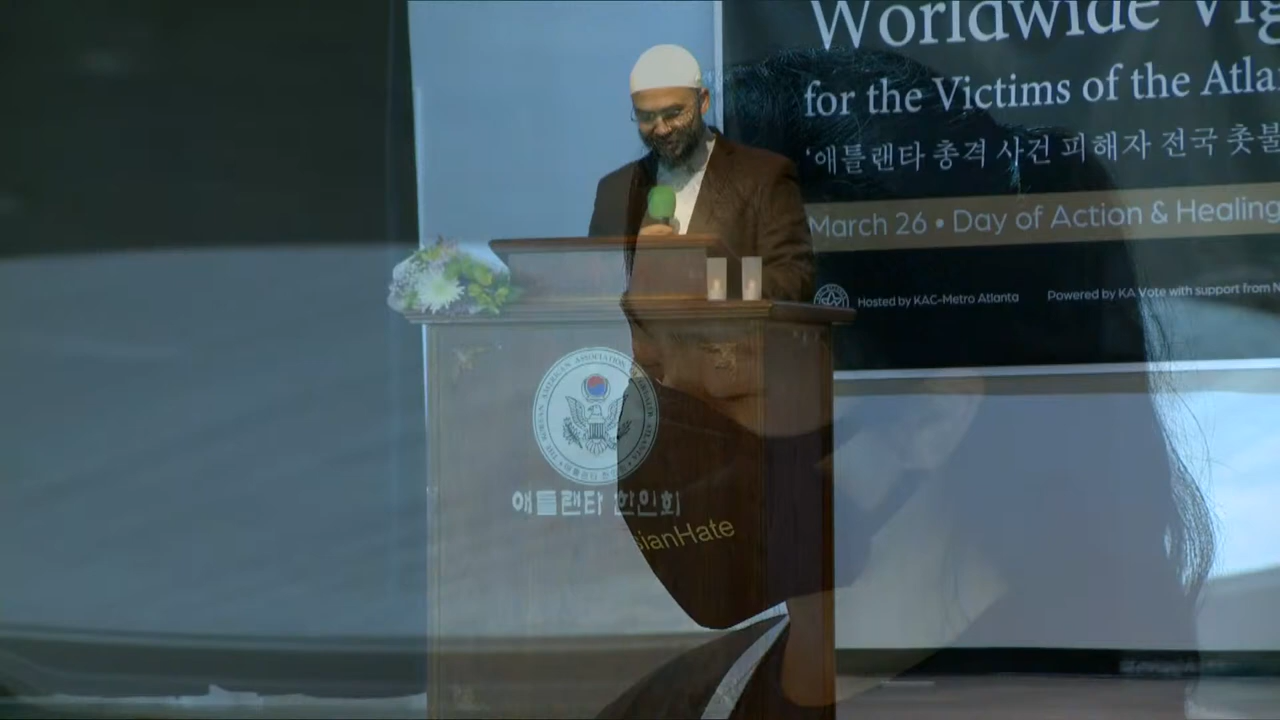 Worldwide Vig
for the Victims of the Atla
'애틀랜타 총격 사건 피해자 전국 촛불
March 26 • Day of Action & Healing
Hosted by KAC-Metro Atlanta
Powered by KA Vote with support from N
애틀랜타 한인회
sianHate